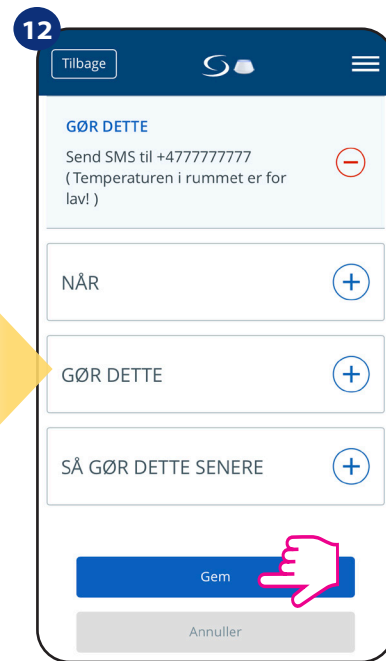 12
Tilbage
GØR DETTE
Send SMS til +4777777777
( Temperaturen i rummet er for
lav! )
NÅR
GØR DETTE
SÅ GØR DETTE SENERE
Gem
Annuller